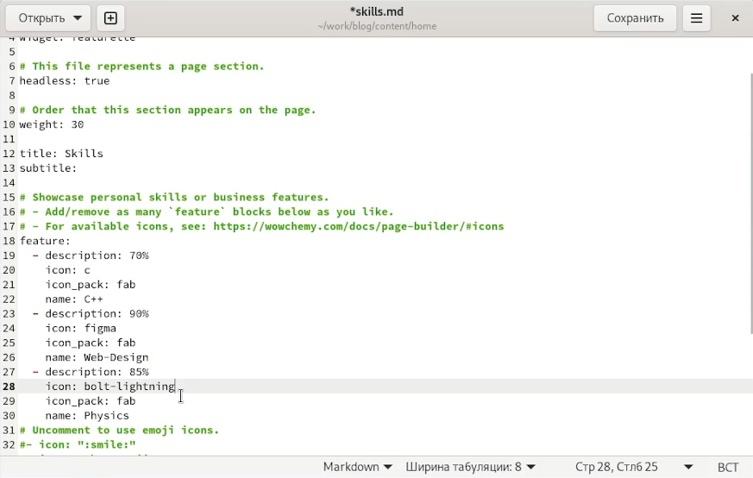 Открыть
*skills.md
~/work/blog/content/home
Сохранить
4 widget: featurette
5
6 # This file represents a page section.
7 headless: true
8
9 # Order that this section appears on the page.
10 weight: 30
11
12 title: Skills
13 subtitle:
14
15 # Showcase personal skills or business features.
16 # - Add/remove as many `feature` blocks below as you like.
17 # - For available icons, see: https://wowchemy.com/docs/page-builder/#icons
18 feature:
19   - description: 70%
20     icon: c
21     icon_pack: fab
22     name: C++
23   - description: 90%
24     icon: figma
25     icon_pack: fab
26     name: Web-Design
27   - description: 85%
28     icon: bolt-lightning
29     icon_pack: fab
30     name: Physics
31 # Uncomment to use emoji icons.
32 #- icon: ":smile:"
Markdown
Ширина табуляции: 8
Стр 28, Стлб 25
ВСТ